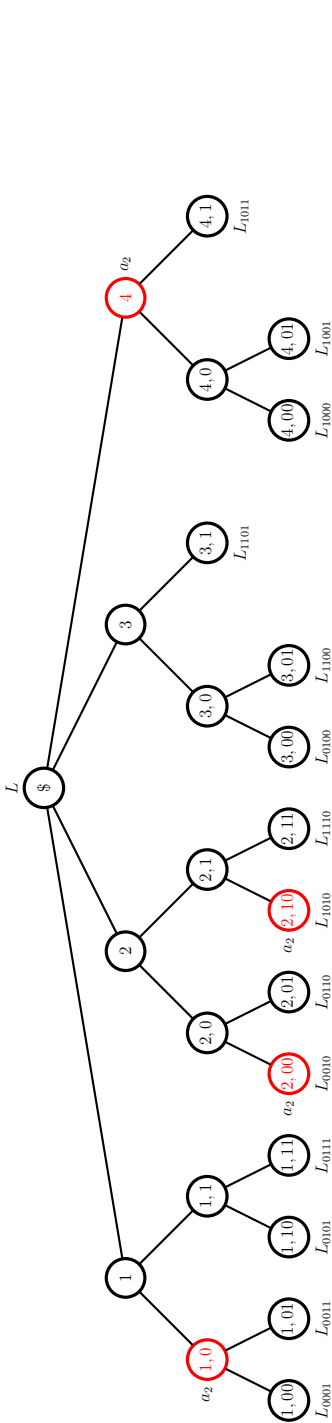 L
$
1 2 3 4 a₂
a₂ 1,0 1,1 2,0 2,1 3,0 3,1 4,0 4,1
L₁₁₀₁ L₁₀₁₁
1,00 1,01 1,10 1,11 a₂ 2,00 2,01 a₂ 2,10 2,11 3,00 3,01 4,00 4,01
L₀₀₀₁ L₀₀₁₁ L₀₁₀₁ L₀₁₁₁ L₀₀₁₀ L₀₁₁₀ L₁₀₁₀ L₁₁₁₀ L₀₁₀₀ L₁₁₀₀ L₁₀₀₀ L₁₀₀₁